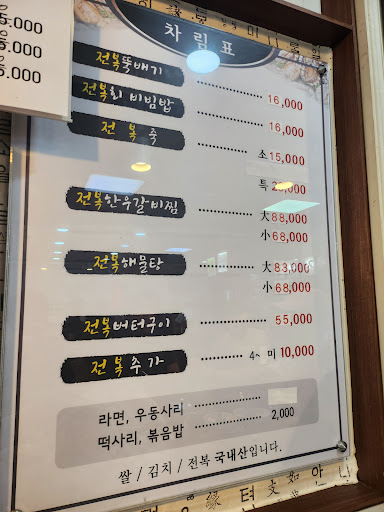 5,000
5.000
5.000
차림표
전복뚝배기 16,000
전복회 비빔밥 16,000
전복죽 소 15,000
특
전복한우갈비찜 大 88,000
小 68,000
전복해물탕 大 83,000
小 68,000
전복버터구이 55,000
전복추가 4~ 미 10,000
라면, 우동사리
떡사리, 볶음밥 2,000
쌀 / 김치 / 전복 국내산입니다.